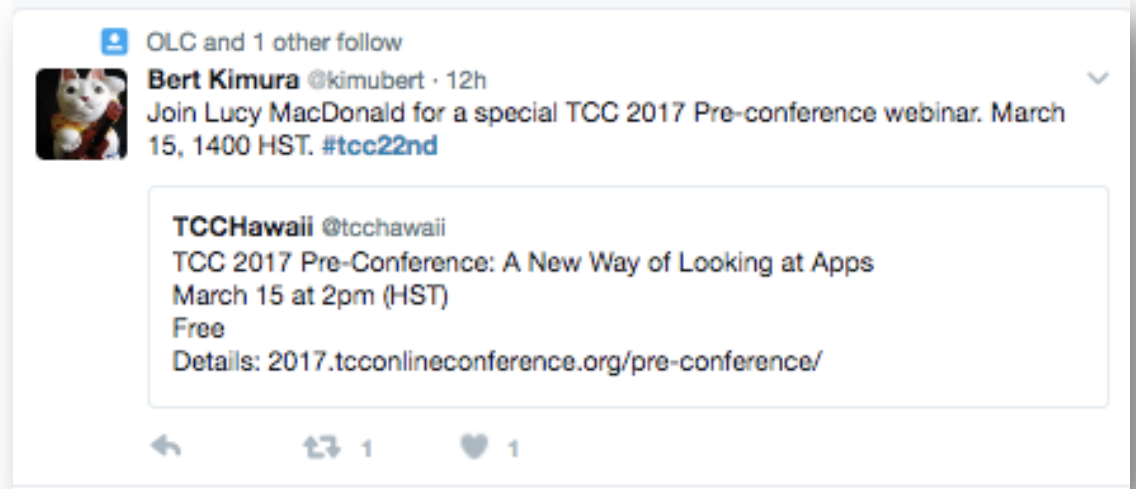 OLC and 1 other follow
Bert Kimura @kimubert · 12h
Join Lucy MacDonald for a special TCC 2017 Pre-conference webinar. March
15, 1400 HST. #tcc22nd
TCCHawaii @tcchawaii
TCC 2017 Pre-Conference: A New Way of Looking at Apps
March 15 at 2pm (HST)
Free
Details: 2017.tcconlineconference.org/pre-conference/
1 1